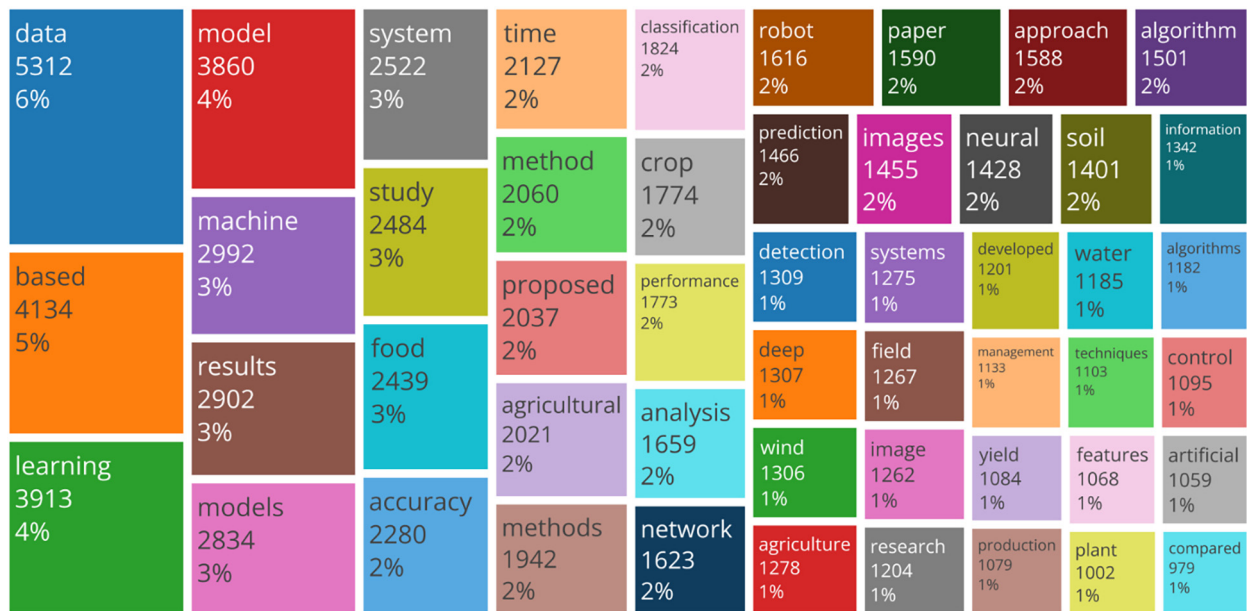 data
5312
6%
based
4134
5%
learning
3913
4%
model
3860
4%
machine
2992
3%
results
2902
3%
models
2834
3%
system
2522
3%
study
2484
3%
food
2439
3%
accuracy
2280
2%
time
2127
2%
method
2060
2%
proposed
2037
2%
agricultural
2021
2%
methods
1942
2%
classification
1824
2%
crop
1774
2%
performance
1773
2%
analysis
1659
2%
network
1623
2%
robot
1616
2%
paper
1590
2%
approach
1588
2%
algorithm
1501
2%
prediction
1466
2%
images
1455
2%
neural
1428
2%
soil
1401
2%
information
1342
1%
detection
1309
1%
deep
1307
1%
wind
1306
1%
agriculture
1278
1%
systems
1275
1%
field
1267
1%
image
1262
1%
research
1204
1%
developed
1201
1%
water
1185
1%
algorithms
1182
1%
management
1133
1%
techniques
1103
1%
control
1095
1%
yield
1084
1%
production
1079
1%
features
1068
1%
artificial
1059
1%
plant
1002
1%
compared
979
1%